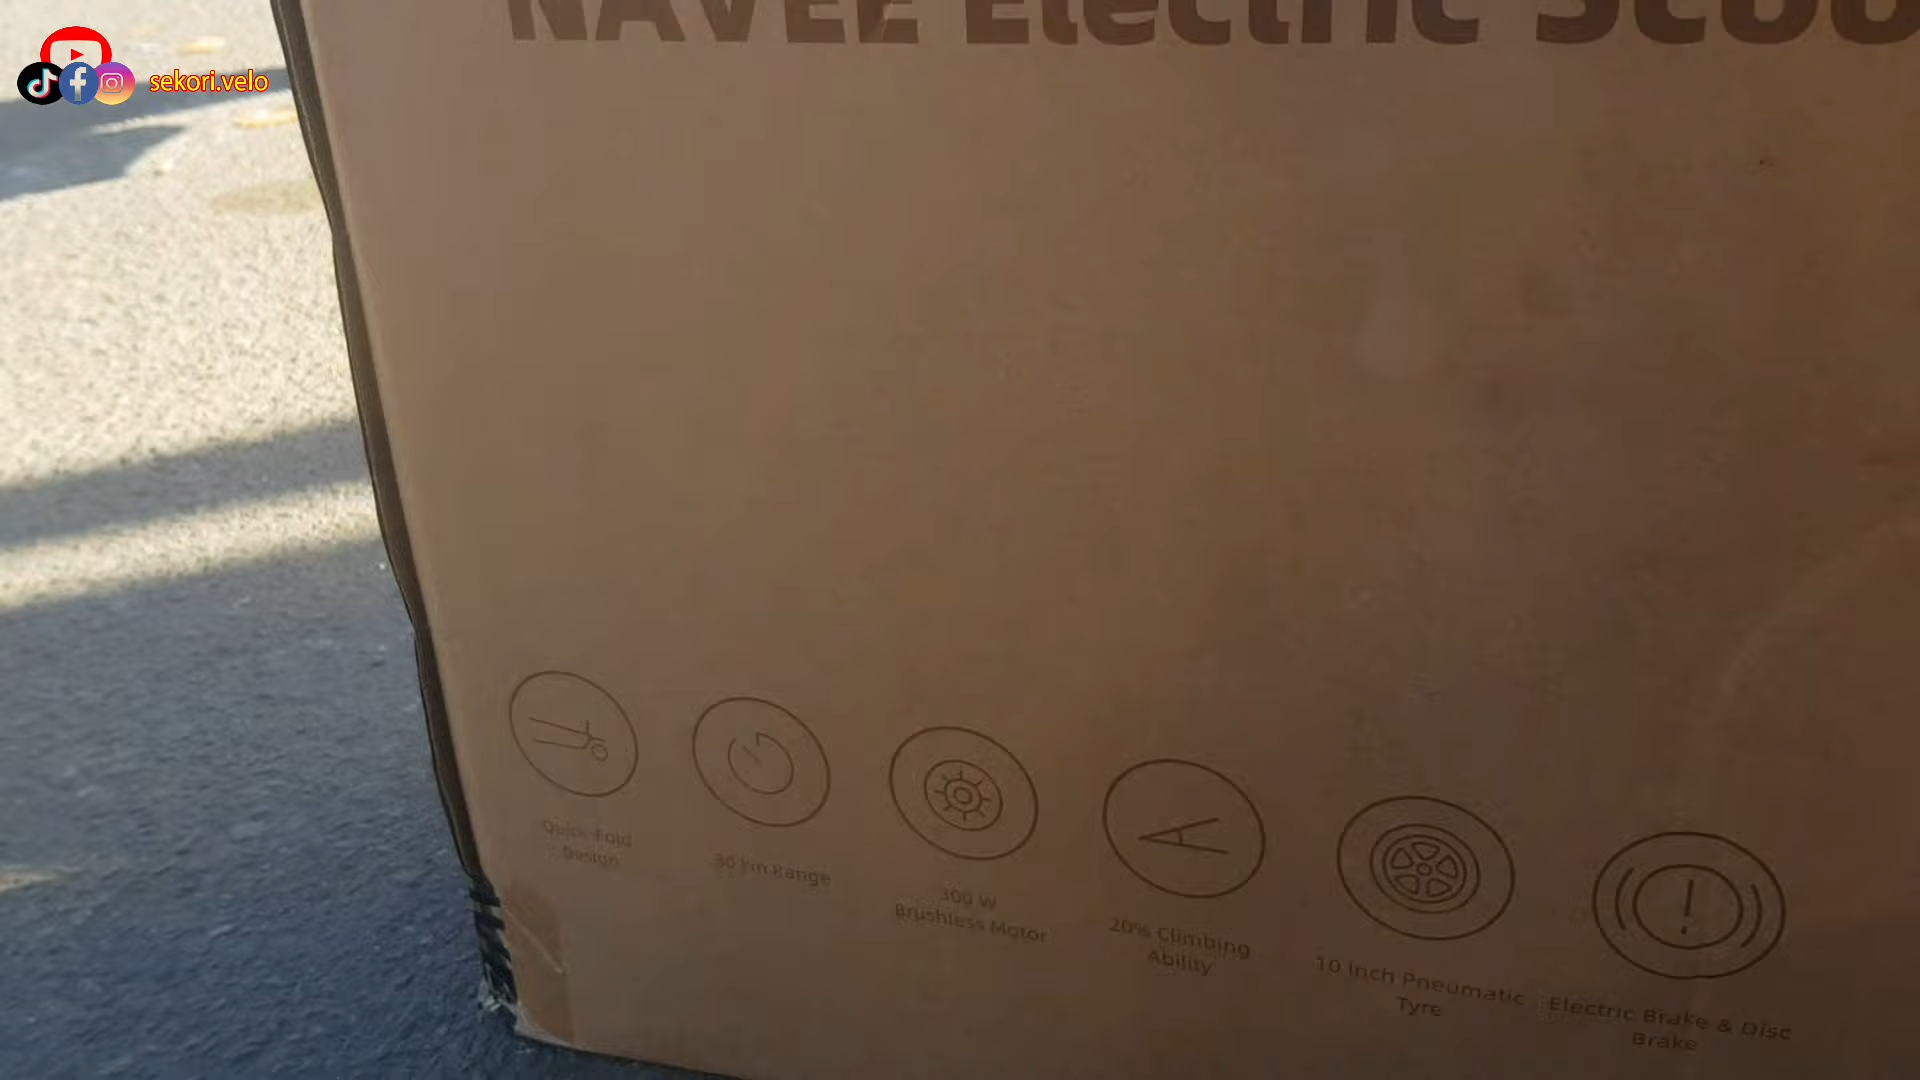 NAVEE Electric Scoo
sekori.velo
Quick-Fold
Design
30 km Range
300 W
Brushless Motor
20% Climbing
Ability
10 inch Pneumatic
Tyre
Electric Brake & Disc
Brake